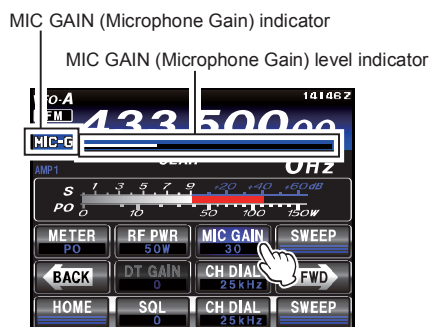 MIC GAIN (Microphone Gain) indicator
MIC GAIN (Microphone Gain) level indicator
-A 14146Z
FM 433.500
MIC-G
AMP1 0Hz
S 1 3 5 7 9 +20 +40 +60dB
PO 0 10 50 100 150W
METER RF PWR MIC GAIN SWEEP
PO 50W 30
BACK DT GAIN CH DIAL FWD
0 25kHz
HOME SQL CH DIAL SWEEP
0 25kHz